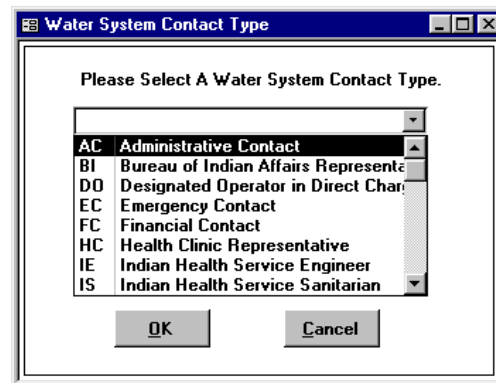 Water System Contact Type
Please Select A Water System Contact Type.
AC Administrative Contact
BI Bureau of Indian Affairs
DO Designated Operator in Direct
EC Emergency Contact
FC Financial Contact
HC Health Clinic Representative
IE Indian Health Service Engineer
IS Indian Health Service Sanitarian
OK Cancel